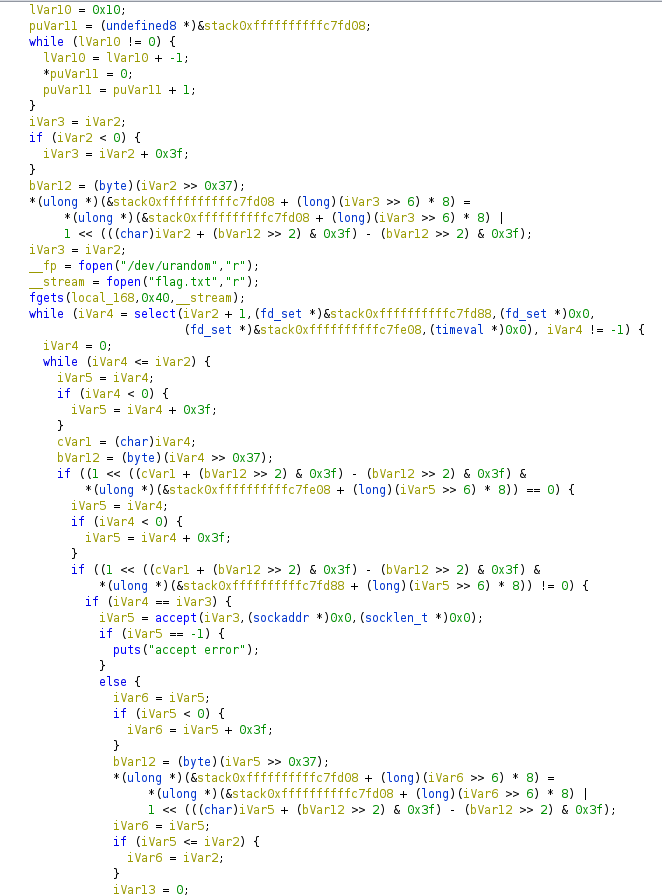 lVar10 = 0x10;
puVar11 = (undefined8 *)&stack0xffffffffffc7fd08;
while (lVar10 != 0) {
lVar10 = lVar10 + -1;
*puVar11 = 0;
puVar11 = puVar11 + 1;
}
iVar3 = iVar2;
if (iVar2 < 0) {
iVar3 = iVar2 + 0x3f;
}
bVar12 = (byte)(iVar2 >> 0x37);
*(ulong *)(&stack0xffffffffffc7fd08 + (long)(iVar3 >> 6) * 8) =
*(ulong *)(&stack0xffffffffffc7fd08 + (long)(iVar3 >> 6) * 8) |
1 << (((char)iVar2 + (bVar12 >> 2) & 0x3f) - (bVar12 >> 2) & 0x3f);
iVar3 = iVar2;
__fp = fopen("/dev/urandom","r");
__stream = fopen("flag.txt","r");
fgets(local_168,0x40,__stream);
while (iVar4 = select(iVar2 + 1,(fd_set *)&stack0xffffffffffc7fd88,(fd_set *)0x0,
(fd_set *)&stack0xffffffffffc7fe08,(timeval *)0x0), iVar4 != -1) {
iVar4 = 0;
while (iVar4 <= iVar2) {
iVar5 = iVar4;
if (iVar4 < 0) {
iVar5 = iVar4 + 0x3f;
}
cVar1 = (char)iVar4;
bVar12 = (byte)(iVar4 >> 0x37);
if ((1 << ((cVar1 + (bVar12 >> 2) & 0x3f) - (bVar12 >> 2) & 0x3f) &
*(ulong *)(&stack0xffffffffffc7fe08 + (long)(iVar5 >> 6) * 8)) == 0) {
iVar5 = iVar4;
if (iVar4 < 0) {
iVar5 = iVar4 + 0x3f;
}
if ((1 << ((cVar1 + (bVar12 >> 2) & 0x3f) - (bVar12 >> 2) & 0x3f) &
*(ulong *)(&stack0xffffffffffc7fd88 + (long)(iVar5 >> 6) * 8)) != 0) {
if (iVar4 == iVar3) {
iVar5 = accept(iVar3,(sockaddr *)0x0,(socklen_t *)0x0);
if (iVar5 == -1) {
puts("accept error");
}
else {
iVar6 = iVar5;
if (iVar5 < 0) {
iVar6 = iVar5 + 0x3f;
}
bVar12 = (byte)(iVar5 >> 0x37);
*(ulong *)(&stack0xffffffffffc7fd08 + (long)(iVar6 >> 6) * 8) =
*(ulong *)(&stack0xffffffffffc7fd08 + (long)(iVar6 >> 6) * 8) |
1 << (((char)iVar5 + (bVar12 >> 2) & 0x3f) - (bVar12 >> 2) & 0x3f);
iVar6 = iVar5;
if (iVar5 <= iVar2) {
iVar6 = iVar2;
}
iVar13 = 0;